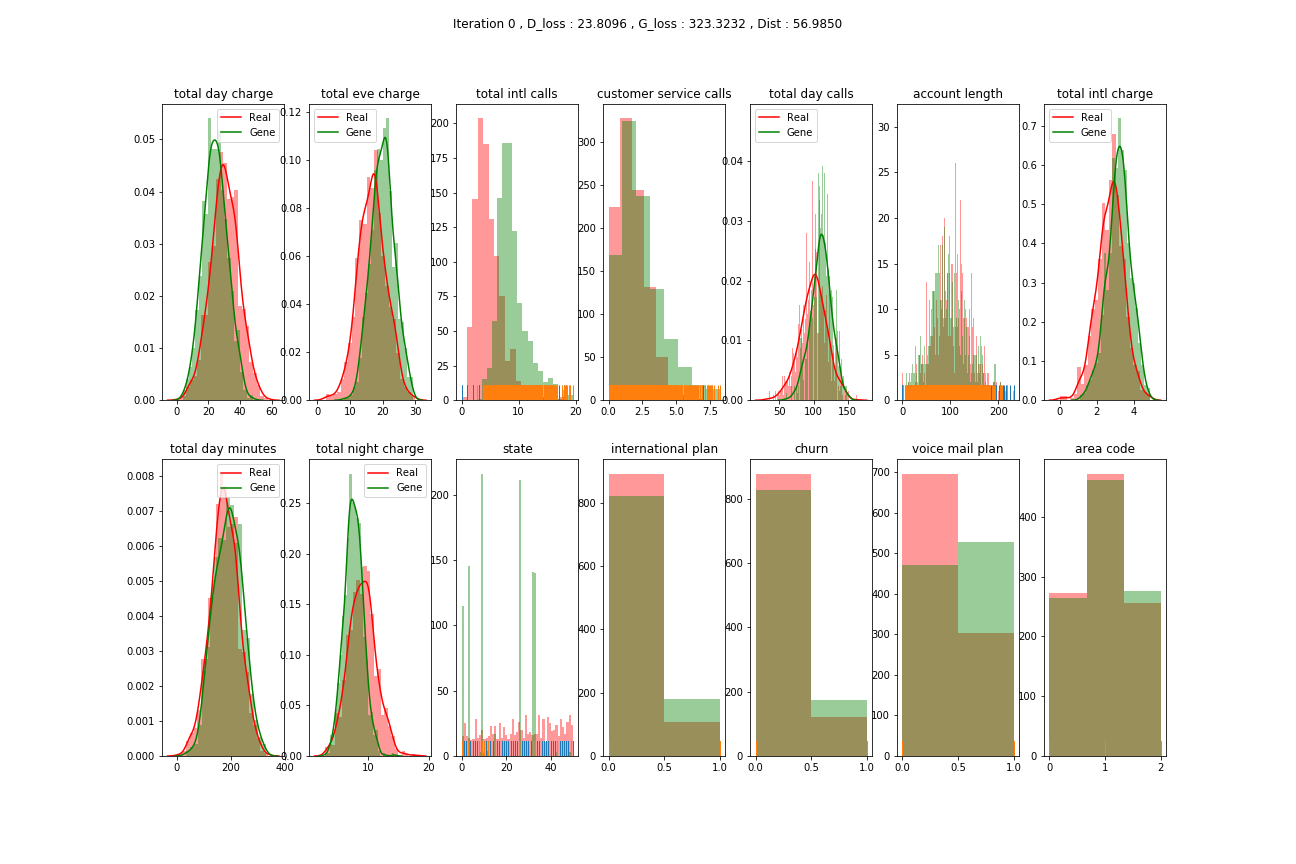 Iteration 0 , D_loss : 23.8096 , G_loss : 323.3232 , Dist : 56.9850
total day charge
Real
Gene
0.05
0.04
0.03
0.02
0.01
0.00
0 20 40 60
total eve charge
Real
Gene
0.12
0.10
0.08
0.06
0.04
0.02
0.00
0 10 20 30
total intl calls
200
175
150
125
100
75
50
25
0
0 10 20
customer service calls
300
250
200
150
100
50
0
0.0 2.5 5.0 7.5
total day calls
Real
Gene
0.04
0.03
0.02
0.01
0.00
50 100 150
account length
30
25
20
15
10
5
0
0 100 200
total intl charge
Real
Gene
0.7
0.6
0.5
0.4
0.3
0.2
0.1
0.0
0 2 4
total day minutes
Real
Gene
0.008
0.007
0.006
0.005
0.004
0.003
0.002
0.001
0.000
0 200 400
total night charge
Real
Gene
0.25
0.20
0.15
0.10
0.05
0.00
10 20
state
200
150
100
50
0
0 20 40
international plan
800
600
400
200
0
0.0 0.5 1.0
churn
800
600
400
200
0
0.0 0.5 1.0
voice mail plan
700
600
500
400
300
200
100
0
0.0 0.5 1.0
area code
400
300
200
100
0
0 1 2